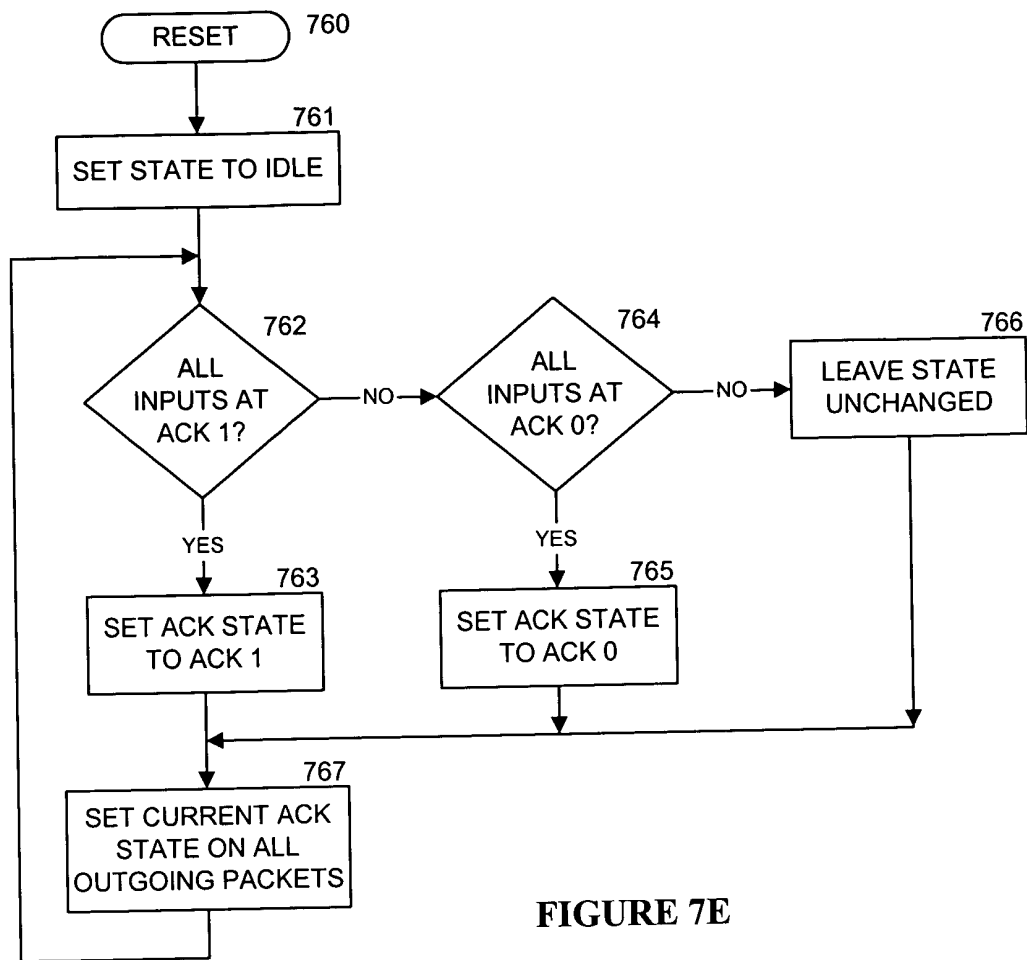 RESET
760
761
SET STATE TO IDLE
762
ALL
INPUTS AT
ACK 1?
NO
764
ALL
INPUTS AT
ACK 0?
NO
766
LEAVE STATE
UNCHANGED
YES
763
SET ACK STATE
TO ACK 1
YES
765
SET ACK STATE
TO ACK 0
767
SET CURRENT ACK
STATE ON ALL
OUTGOING PACKETS
FIGURE 7E